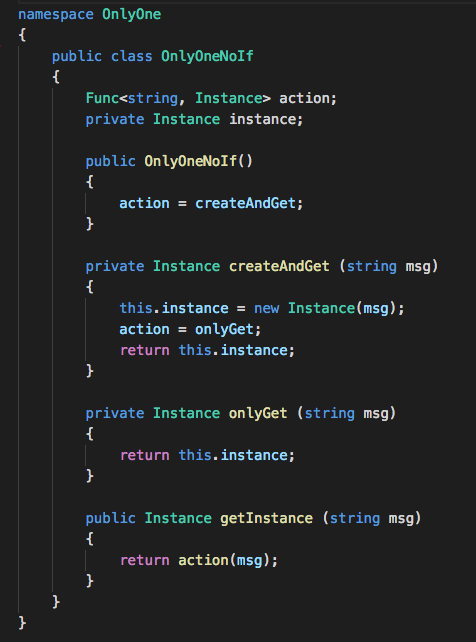 namespace OnlyOne
{
    public class OnlyOneNoIf
    {
        Func<string, Instance> action;
        private Instance instance;

        public OnlyOneNoIf()
        {
            action = createAndGet;
        }

        private Instance createAndGet (string msg)
        {
            this.instance = new Instance(msg);
            action = onlyGet;
            return this.instance;
        }

        private Instance onlyGet (string msg)
        {
            return this.instance;
        }

        public Instance getInstance (string msg)
        {
            return action(msg);
        }
    }
}